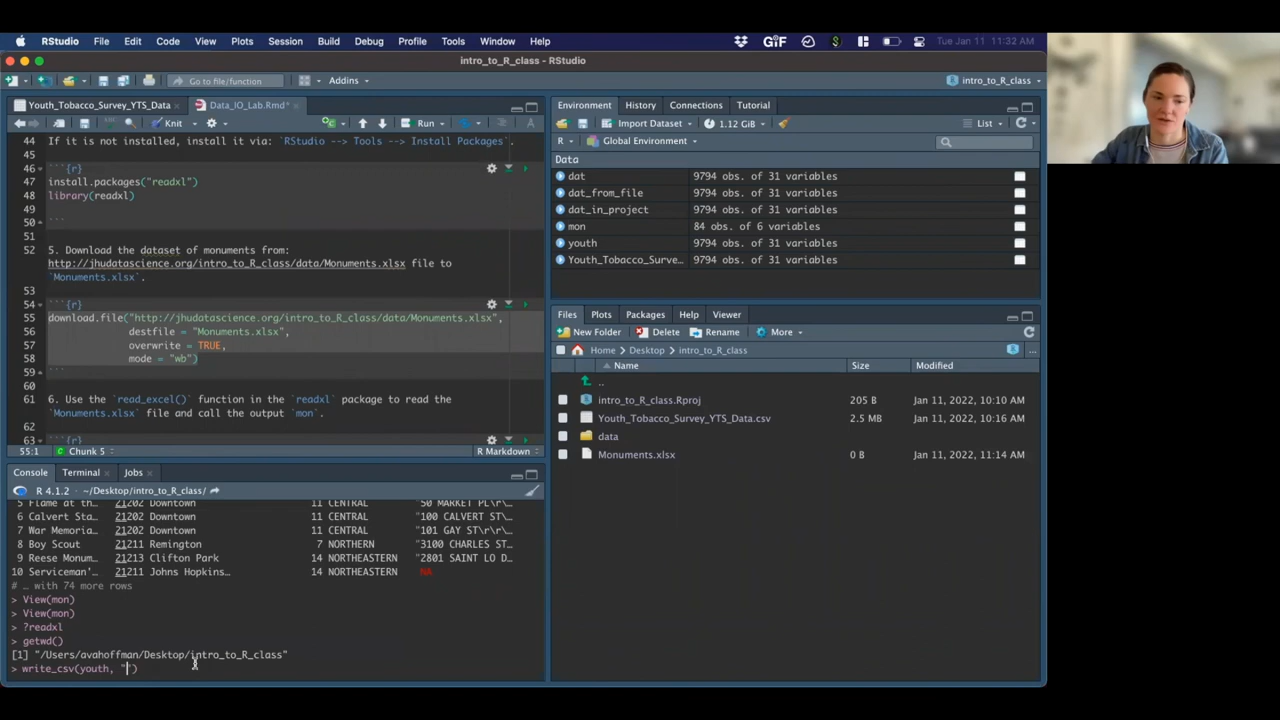 RStudio File Edit Code View Plots Session Build Debug Profile Tools Window Help GiF Tue Jan 11 11:32 AM
intro_to_R_class – RStudio
Go to file/function Addins intro_to_R_class
Youth_Tobacco_Survey_YTS_Data Data_IO_Lab.Rmd*
Knit Run
44 If it is not installed, install it via: `RStudio --> Tools --> Install Packages`.
45
46 ```{r}
47 install.packages("readxl")
48 library(readxl)
49
50 ```
51
52 5. Download the dataset of monuments from:
http://jhudatascience.org/intro_to_R_class/data/Monuments.xlsx file to
`Monuments.xlsx`.
53
54 ```{r}
55 download.file("http://jhudatascience.org/intro_to_R_class/data/Monuments.xlsx",
56 destfile = "Monuments.xlsx",
57 overwrite = TRUE,
58 mode = "wb")
59 ```
60
61 6. Use the `read_excel()` function in the `readxl` package to read the
`Monuments.xlsx` file and call the output `mon`.
62
63 ```{r}
55:1 Chunk 5 R Markdown
Console Terminal Jobs
R 4.1.2 · ~/Desktop/intro_to_R_class/
5 Flame at th… 21202 Downtown 11 CENTRAL "50 MARKET PL\r\…
6 Calvert Sta… 21202 Downtown 11 CENTRAL "100 CALVERT ST\…
7 War Memoria… 21202 Downtown 11 CENTRAL "101 GAY ST\r\r…
8 Boy Scout 21211 Remington 7 NORTHERN "3100 CHARLES ST…
9 Reese Monum… 21213 Clifton Park 14 NORTHEASTERN "2801 SAINT LO D…
10 Serviceman'… 21211 Johns Hopkins… 14 NORTHEASTERN NA
# … with 74 more rows
> View(mon)
> View(mon)
> ?readxl
> getwd()
[1] "/Users/avahoffman/Desktop/intro_to_R_class"
> write_csv(youth, "")
Environment History Connections Tutorial
Import Dataset 1.12 GiB List
R Global Environment
Data
dat 9794 obs. of 31 variables
dat_from_file 9794 obs. of 31 variables
dat_in_project 9794 obs. of 31 variables
mon 84 obs. of 6 variables
youth 9794 obs. of 31 variables
Youth_Tobacco_Surve… 9794 obs. of 31 variables
Files Plots Packages Help Viewer
New Folder Delete Rename More
Home Desktop intro_to_R_class
Name Size Modified
..
intro_to_R_class.Rproj 205 B Jan 11, 2022, 10:10 AM
Youth_Tobacco_Survey_YTS_Data.csv 2.5 MB Jan 11, 2022, 10:16 AM
data
Monuments.xlsx 0 B Jan 11, 2022, 11:14 AM